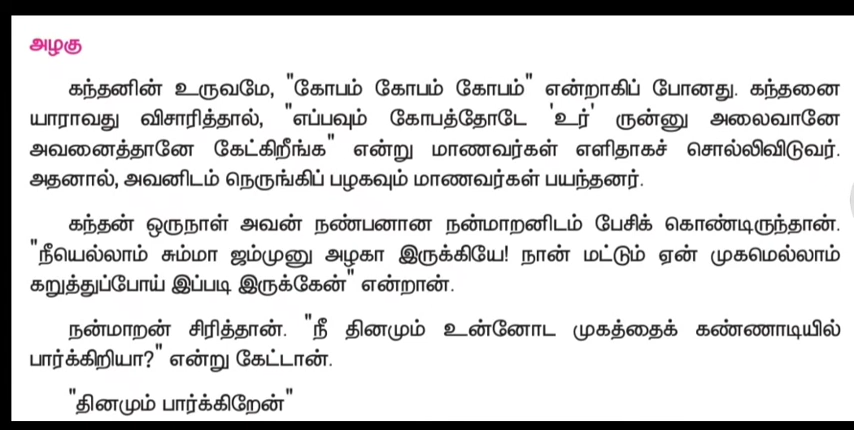 அழகு
கந்தனின் உருவமே, "கோபம் கோபம் கோபம்" என்றாகிப் போனது. கந்தனை
யாராவது விசாரித்தால், "எப்பவும் கோபத்தோடே 'உர்' ருன்னு அலைவானே
அவனைத்தானே கேட்கிறீங்க" என்று மாணவர்கள் எளிதாகச் சொல்லிவிடுவர்.
அதனால், அவனிடம் நெருங்கிப் பழகவும் மாணவர்கள் பயந்தனர்.
கந்தன் ஒருநாள் அவன் நண்பனான நன்மாறனிடம் பேசிக் கொண்டிருந்தான்.
"நீயெல்லாம் சும்மா ஜம்முனு அழகா இருக்கியே! நான் மட்டும் ஏன் முகமெல்லாம்
கறுத்துப்போய் இப்படி இருக்கேன்" என்றான்.
நன்மாறன் சிரித்தான். "நீ தினமும் உன்னோட முகத்தைக் கண்ணாடியில்
பார்க்கிறியா?" என்று கேட்டான்.
"தினமும் பார்க்கிறேன்"